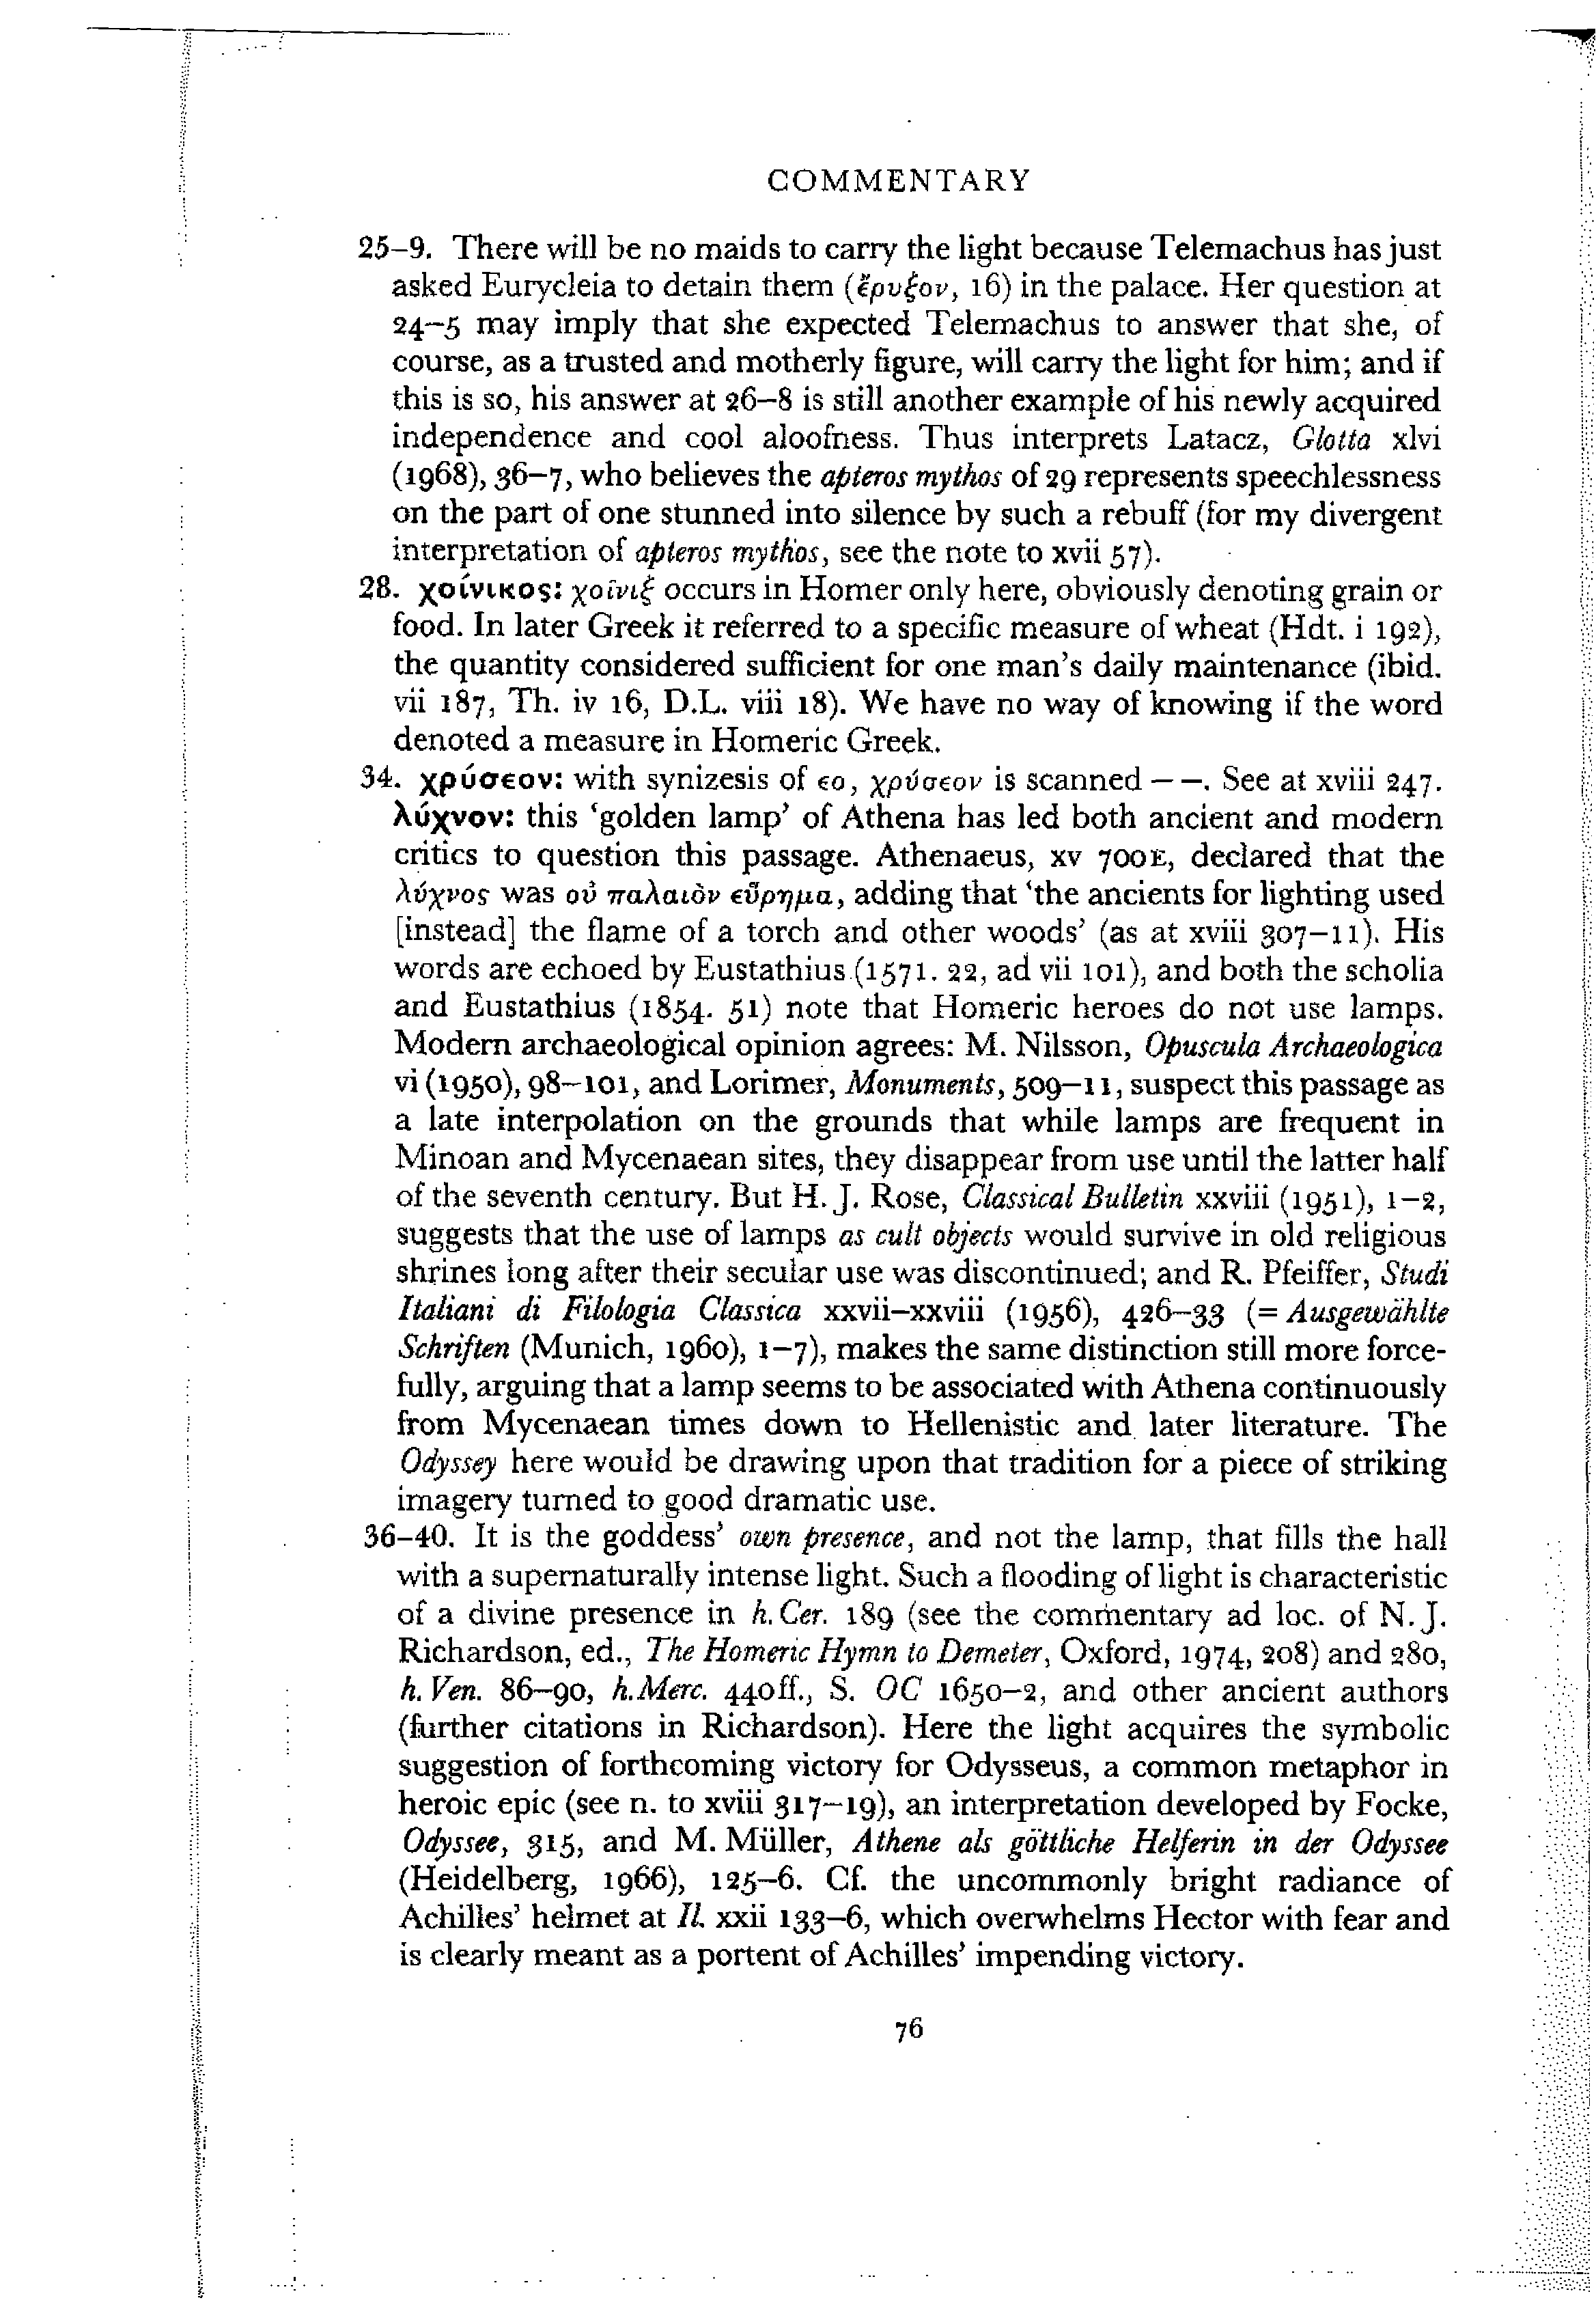 COMMENTARY
25–9. There will be no maids to carry the light because Telemachus has just
asked Eurycleia to detain them (ἔρυξον, 16) in the palace. Her question at
24–5 may imply that she expected Telemachus to answer that she, of
course, as a trusted and motherly figure, will carry the light for him; and if
this is so, his answer at 26–8 is still another example of his newly acquired
independence and cool aloofness. Thus interprets Latacz, Glotta xlvi
(1968), 36–7, who believes the apteros mythos of 29 represents speechlessness
on the part of one stunned into silence by such a rebuff (for my divergent
interpretation of apteros mythos, see the note to xvii 57).
28. χοίνικος: χοῖνιξ occurs in Homer only here, obviously denoting grain or
food. In later Greek it referred to a specific measure of wheat (Hdt. i 192),
the quantity considered sufficient for one man's daily maintenance (ibid.
vii 187, Th. iv 16, D.L. viii 18). We have no way of knowing if the word
denoted a measure in Homeric Greek.
34. χρύσεον: with synizesis of εο, χρύσεον is scanned – –. See at xviii 247.
λύχνον: this 'golden lamp' of Athena has led both ancient and modern
critics to question this passage. Athenaeus, xv 700E, declared that the
λύχνος was οὐ παλαιὸν εὕρημα, adding that 'the ancients for lighting used
[instead] the flame of a torch and other woods' (as at xviii 307–11). His
words are echoed by Eustathius (1571. 22, ad vii 101), and both the scholia
and Eustathius (1854. 51) note that Homeric heroes do not use lamps.
Modern archaeological opinion agrees: M. Nilsson, Opuscula Archaeologica
vi (1950), 98–101, and Lorimer, Monuments, 509–11, suspect this passage as
a late interpolation on the grounds that while lamps are frequent in
Minoan and Mycenaean sites, they disappear from use until the latter half
of the seventh century. But H. J. Rose, Classical Bulletin xxviii (1951), 1–2,
suggests that the use of lamps as cult objects would survive in old religious
shrines long after their secular use was discontinued; and R. Pfeiffer, Studi
Italiani di Filologia Classica xxvii–xxviii (1956), 426–33 (= Ausgewählte
Schriften (Munich, 1960), 1–7), makes the same distinction still more force-
fully, arguing that a lamp seems to be associated with Athena continuously
from Mycenaean times down to Hellenistic and later literature. The
Odyssey here would be drawing upon that tradition for a piece of striking
imagery turned to good dramatic use.
36–40. It is the goddess' own presence, and not the lamp, that fills the hall
with a supernaturally intense light. Such a flooding of light is characteristic
of a divine presence in h. Cer. 189 (see the commentary ad loc. of N. J.
Richardson, ed., The Homeric Hymn to Demeter, Oxford, 1974, 208) and 280,
h. Ven. 86–90, h.Merc. 440ff., S. OC 1650–2, and other ancient authors
(further citations in Richardson). Here the light acquires the symbolic
suggestion of forthcoming victory for Odysseus, a common metaphor in
heroic epic (see n. to xviii 317–19), an interpretation developed by Focke,
Odyssee, 315, and M. Müller, Athene als göttliche Helferin in der Odyssee
(Heidelberg, 1966), 125–6. Cf. the uncommonly bright radiance of
Achilles' helmet at Il. xxii 133–6, which overwhelms Hector with fear and
is clearly meant as a portent of Achilles' impending victory.
76